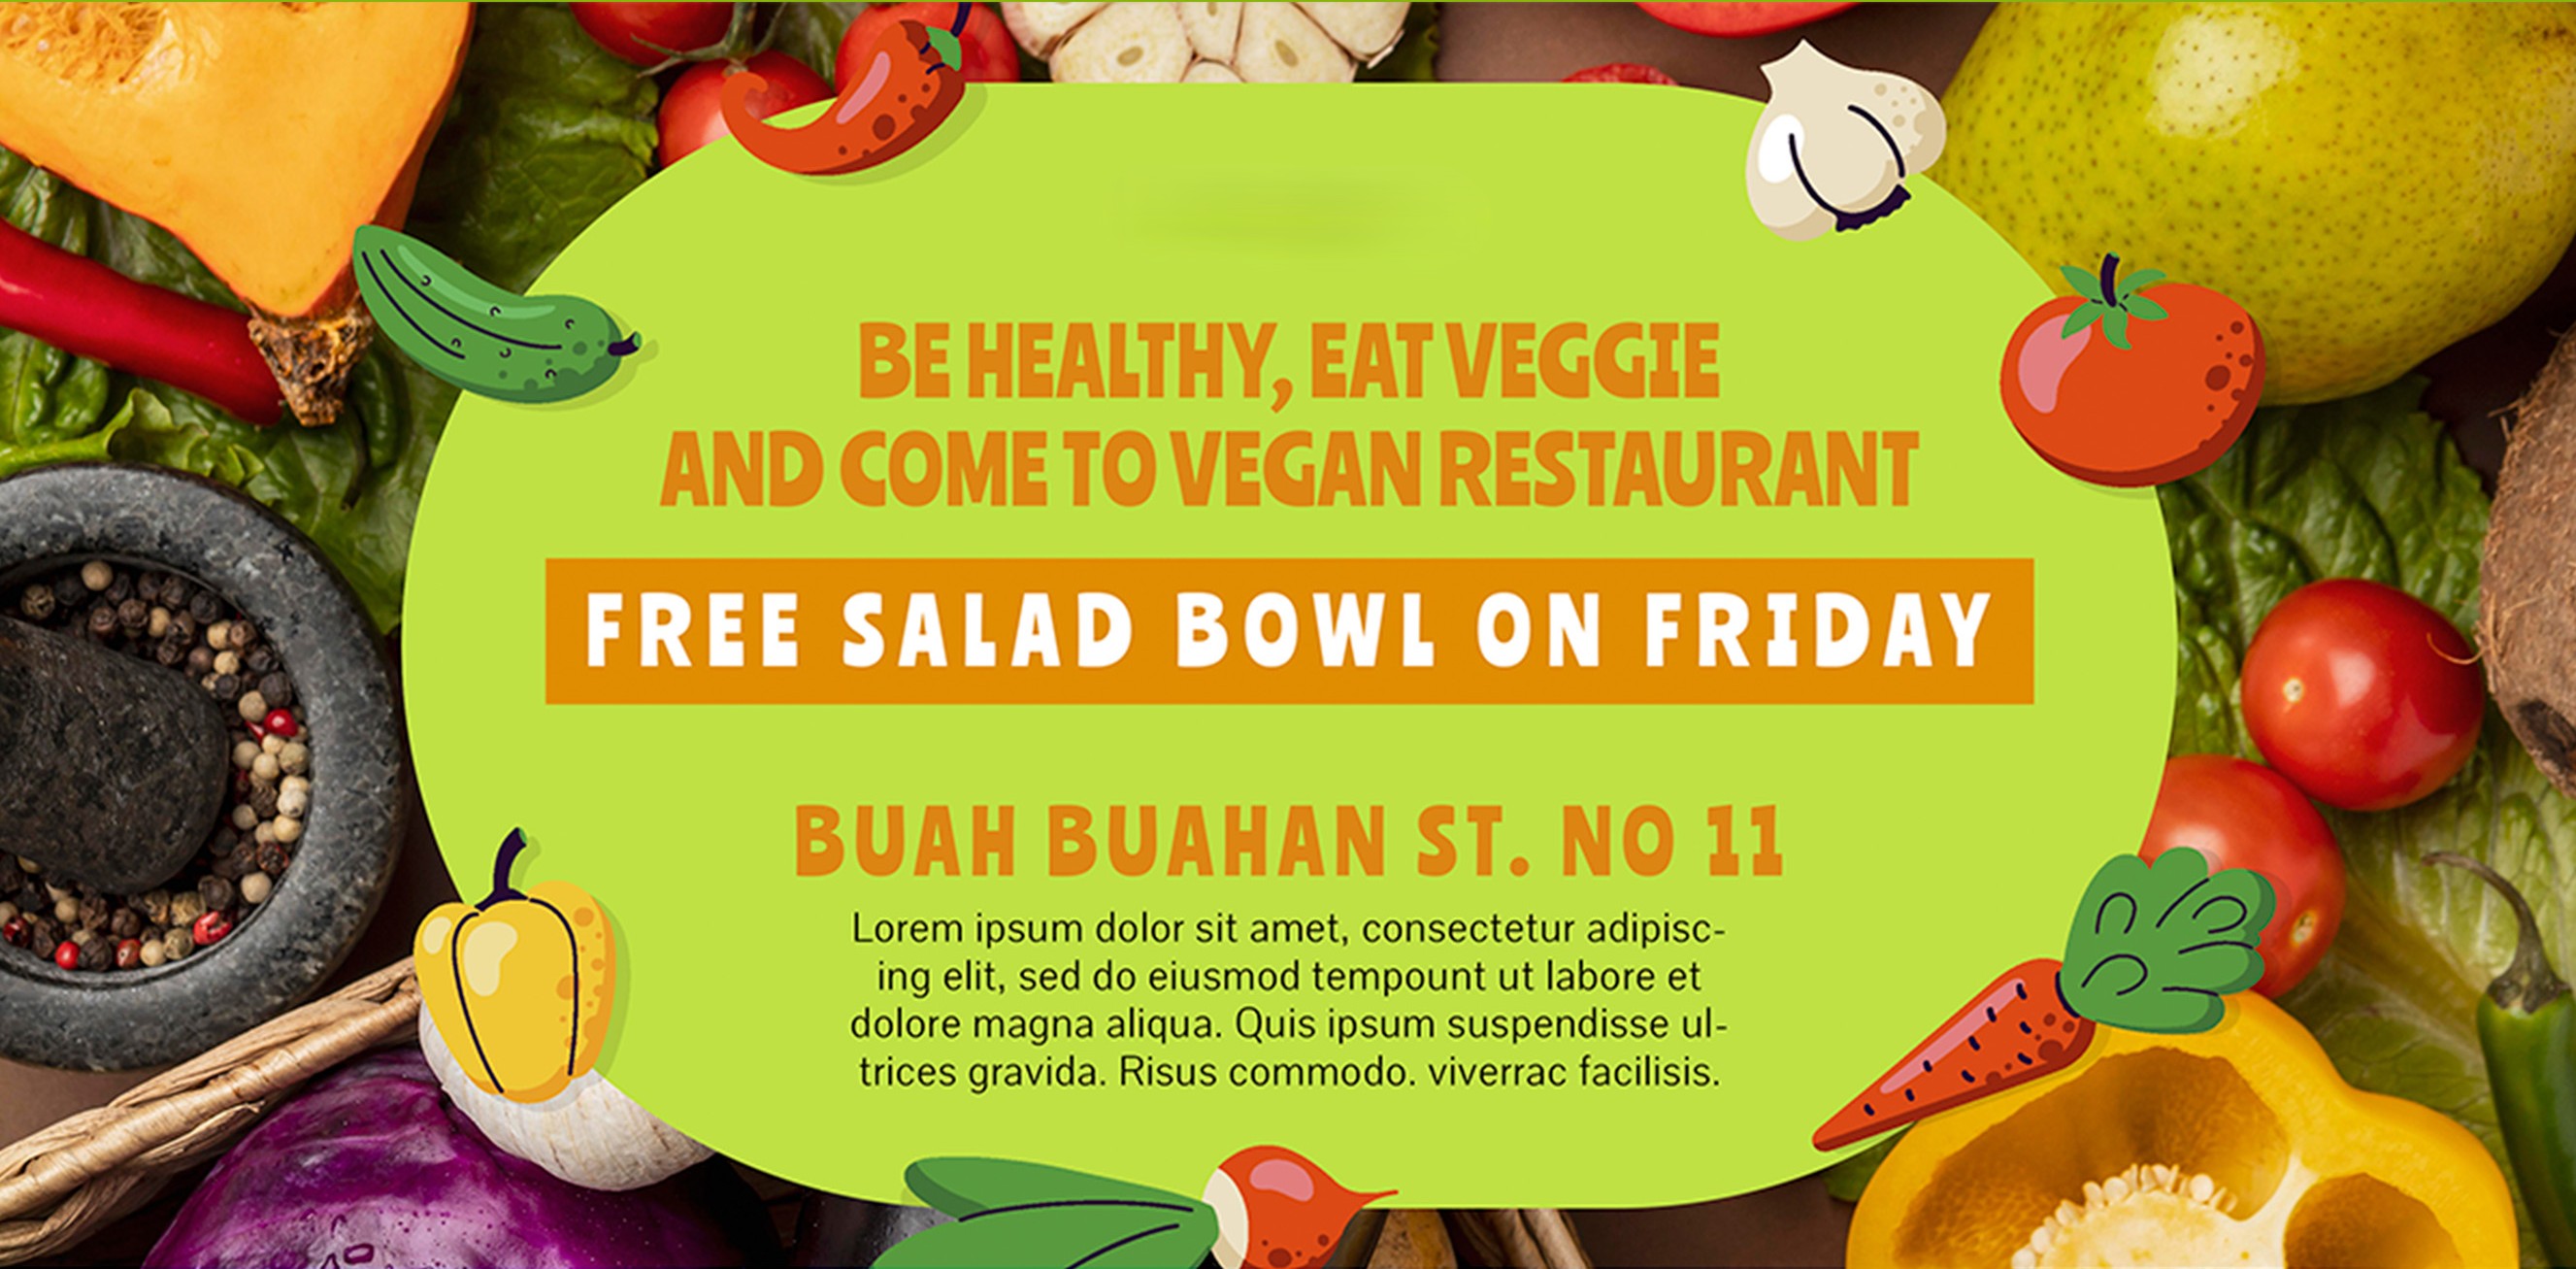 BE HEALTHY, EAT VEGGIE
AND COME TO VEGAN RESTAURANT
FREE SALAD BOWL ON FRIDAY
BUAH BUAHAN ST. NO 11
Lorem ipsum dolor sit amet, consectetur adipisc-
ing elit, sed do eiusmod tempount ut labore et
dolore magna aliqua. Quis ipsum suspendisse ul-
trices gravida. Risus commodo. viverrac facilisis.